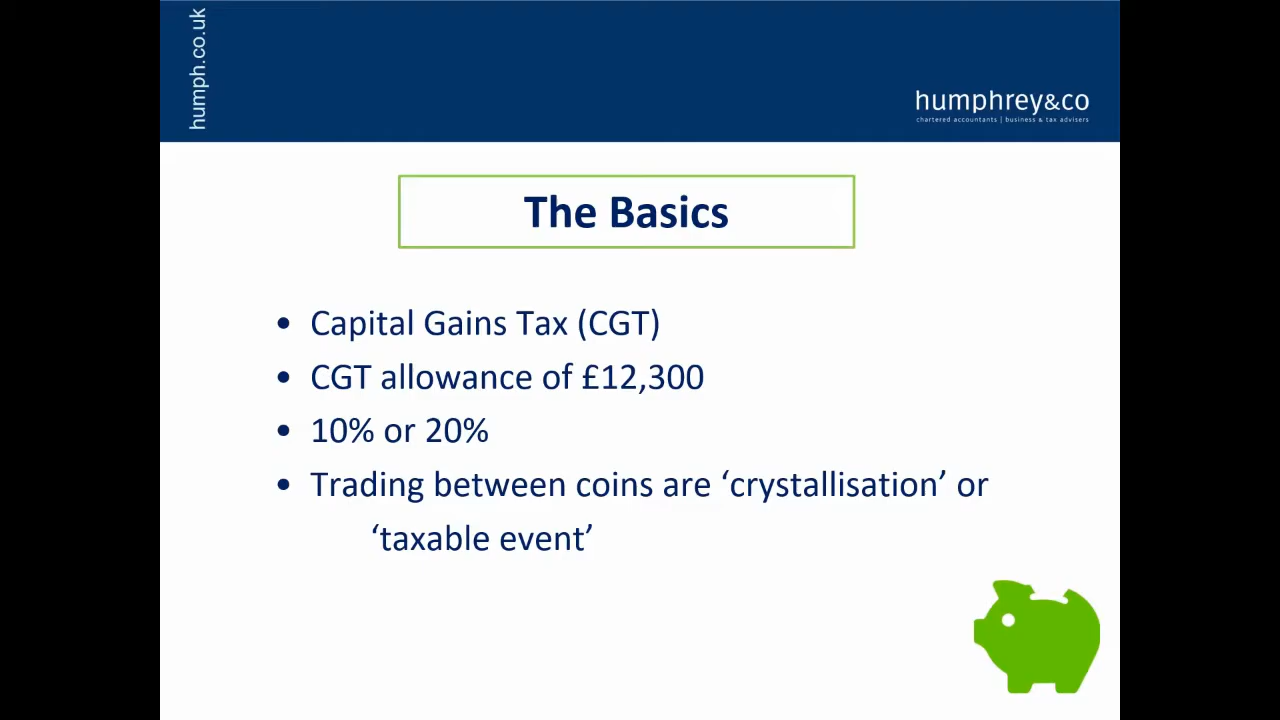 humph.co.uk
humphrey&co
chartered accountants | business & tax advisers
The Basics
• Capital Gains Tax (CGT)
• CGT allowance of £12,300
• 10% or 20%
• Trading between coins are ‘crystallisation’ or
‘taxable event’